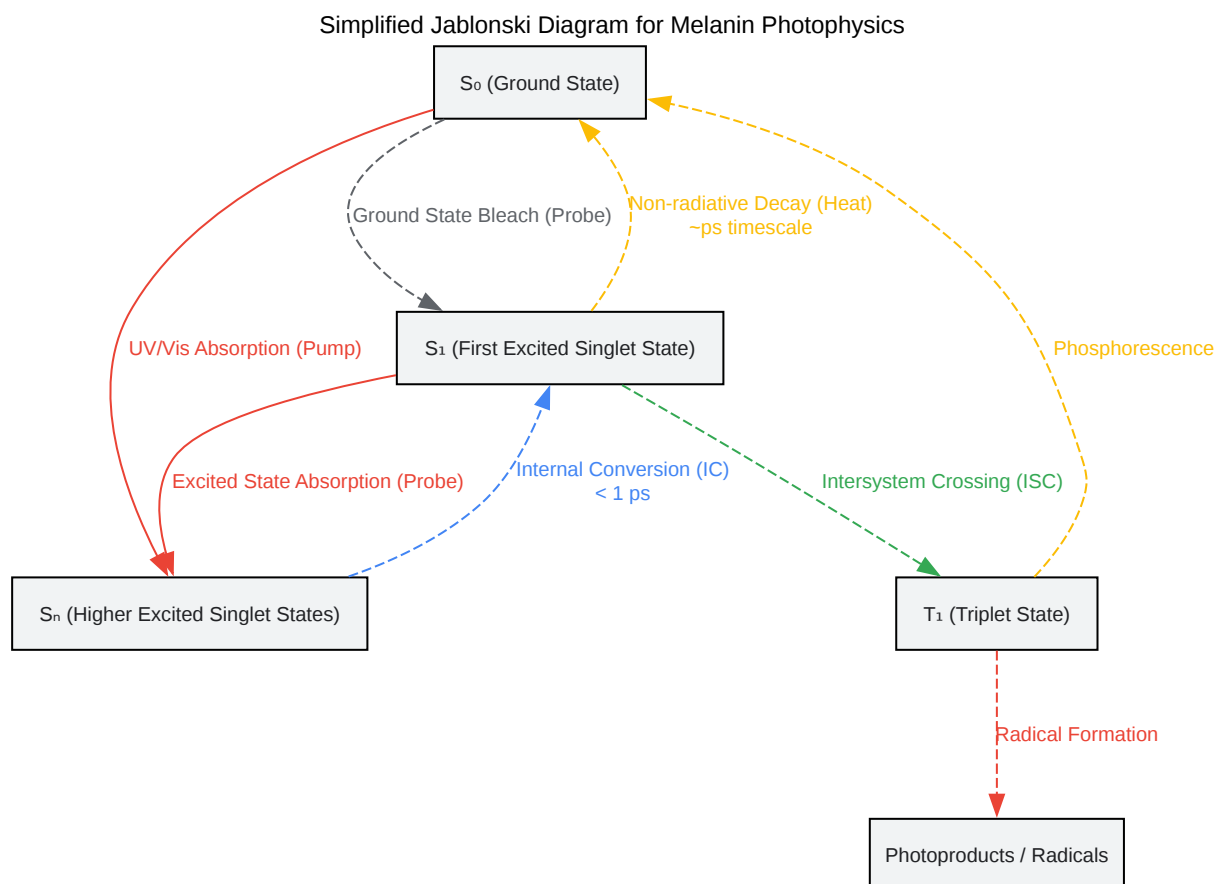 Simplified Jablonski Diagram for Melanin Photophysics
S₀ (Ground State)
Ground State Bleach (Probe)
Non-radiative Decay (Heat)
~ps timescale
UV/Vis Absorption (Pump)
S₁ (First Excited Singlet State)
Phosphorescence
Excited State Absorption (Probe)
Internal Conversion (IC)
< 1 ps
Intersystem Crossing (ISC)
Sₙ (Higher Excited Singlet States)
T₁ (Triplet State)
Radical Formation
Photoproducts / Radicals